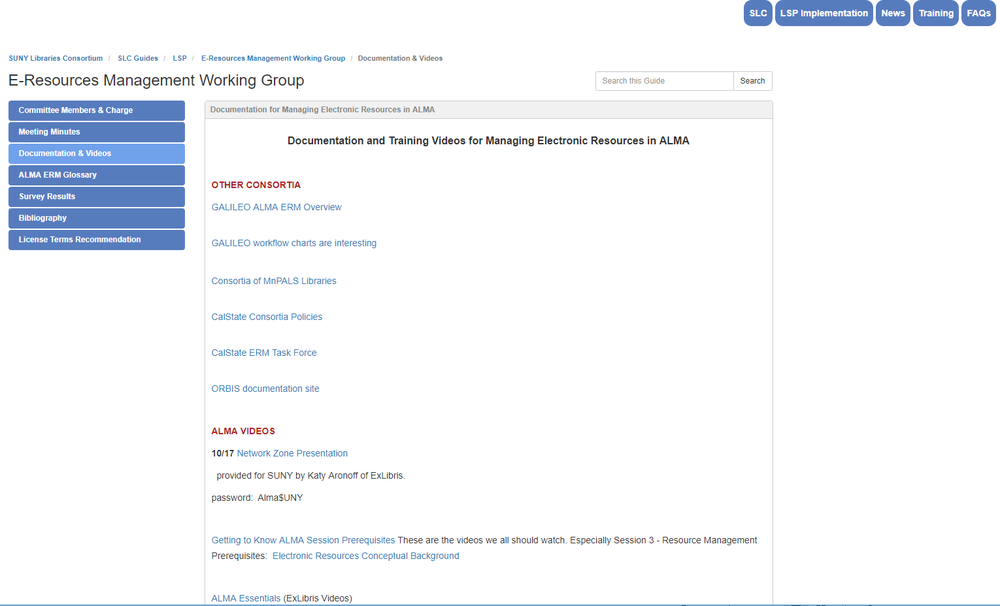 SLC LSP Implementation News Training FAQs
SUNY Libraries Consortium / SLC Guides / LSP / E-Resources Management Working Group / Documentation & Videos
E-Resources Management Working Group
Search this Guide Search
Committee Members & Charge
Meeting Minutes
Documentation & Videos
ALMA ERM Glossary
Survey Results
Bibliography
License Terms Recommendation
Documentation for Managing Electronic Resources in ALMA
Documentation and Training Videos for Managing Electronic Resources in ALMA
OTHER CONSORTIA
GALILEO ALMA ERM Overview
GALILEO workflow charts are interesting
Consortia of MnPALS Libraries
CalState Consortia Policies
CalState ERM Task Force
ORBIS documentation site
ALMA VIDEOS
10/17 Network Zone Presentation
provided for SUNY by Katy Aronoff of ExLibris.
password: Alma$UNY
Getting to Know ALMA Session Prerequisites These are the videos we all should watch. Especially Session 3 - Resource Management
Prerequisites: Electronic Resources Conceptual Background
ALMA Essentials (ExLibris Videos)